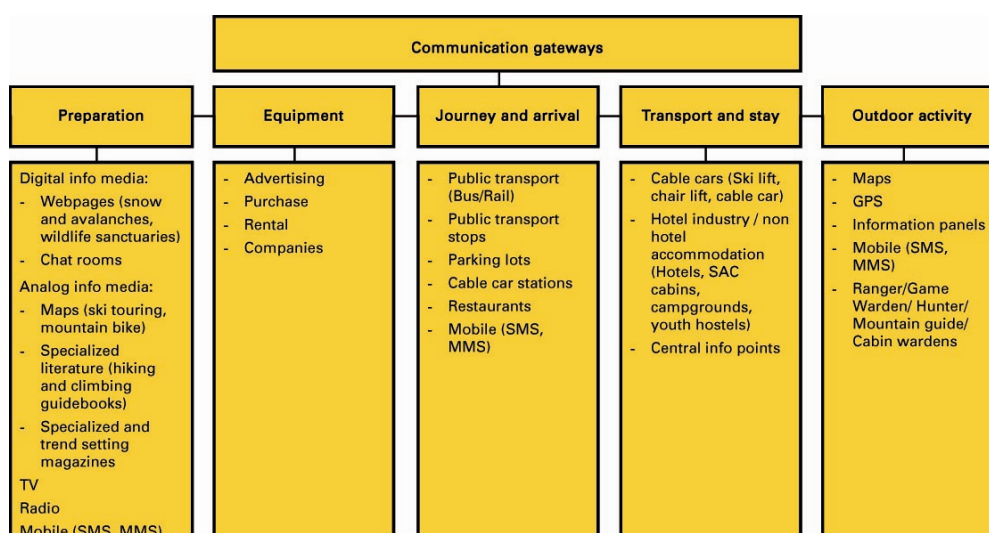 Communication gateways
Preparation
Equipment
Journey and arrival
Transport and stay
Outdoor activity
Digital info media:
- Webpages (snow
and avalanches,
wildlife sanctuaries)
- Chat rooms
Analog info media:
- Maps (ski touring,
mountain bike)
- Specialized
literature (hiking
and climbing
guidebooks)
- Specialized and
trend setting
magazines
TV
Radio
Mobile (SMS, MMS)
- Advertising
- Purchase
- Rental
- Companies
- Public transport
(Bus/Rail)
- Public transport
stops
- Parking lots
- Cable car stations
- Restaurants
- Mobile (SMS,
MMS)
- Cable cars (Ski lift,
chair lift, cable car)
- Hotel industry / non
hotel
accommodation
(Hotels, SAC
cabins,
campgrounds,
youth hostels)
- Central info points
- Maps
- GPS
- Information panels
- Mobile (SMS,
MMS)
- Ranger/Game
Warden/ Hunter/
Mountain guide/
Cabin wardens